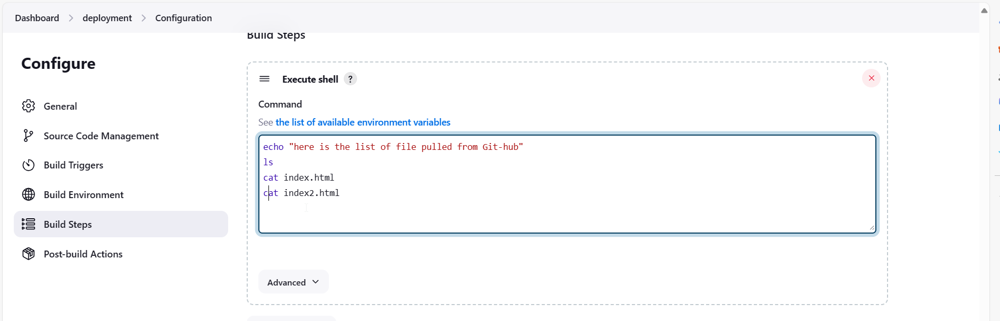 Dashboard > deployment > Configuration
Build Steps
Configure
General
Source Code Management
Build Triggers
Build Environment
Build Steps
Post-build Actions
Execute shell ?
Command
See the list of available environment variables
echo "here is the list of file pulled from Git-hub"
ls
cat index.html
cat index2.html
Advanced